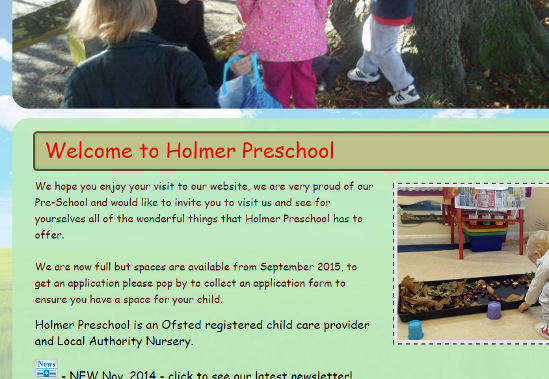 Welcome to Holmer Preschool
We hope you enjoy your visit to our website, we are very proud of our
Pre-School and would like to invite you to visit us and see for
yourselves all of the wonderful things that Holmer Preschool has to
offer.
We are now full but spaces are available from September 2015, to
get an application please pop by to collect an application form to
ensure you have a space for your child.
Holmer Preschool is an Ofsted registered child care provider
and Local Authority Nursery.
News
- NEW Nov. 2014 - click to see our latest newsletter!